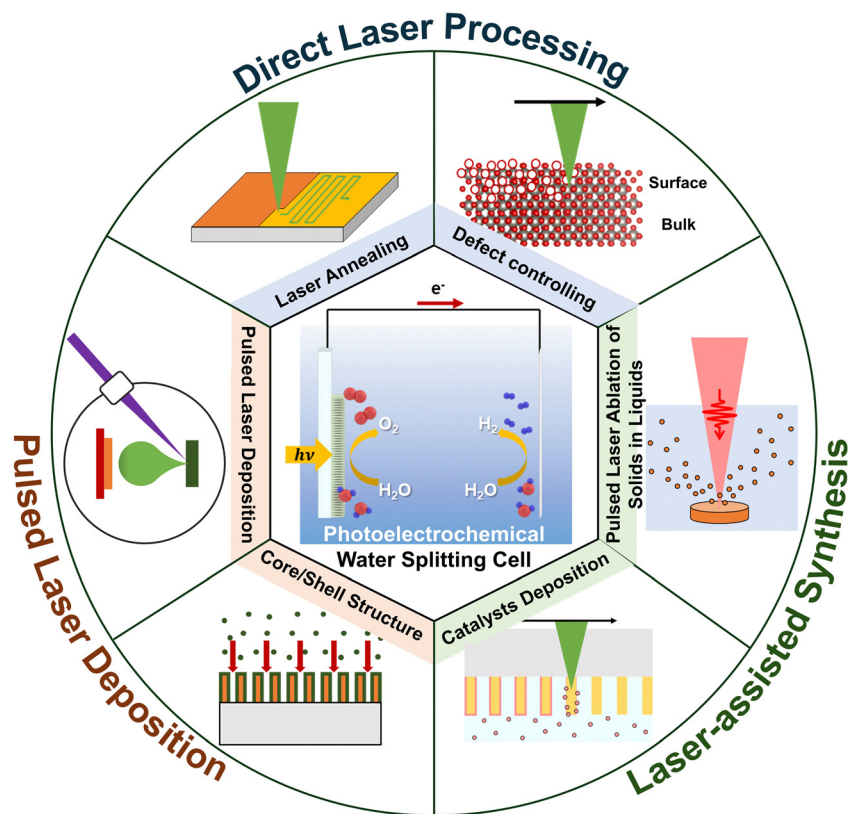 Direct Laser Processing
Surface
Bulk
Laser Annealing
Defect controlling
e⁻
Pulsed Laser Deposition
Pulsed Laser Ablation of
Solids in Liquids
O₂
H₂
hν
H₂O
H₂O
Photoelectrochemical
Water Splitting Cell
Core/Shell Structure
Catalysts Deposition
Pulsed Laser Deposition
Laser-assisted Synthesis